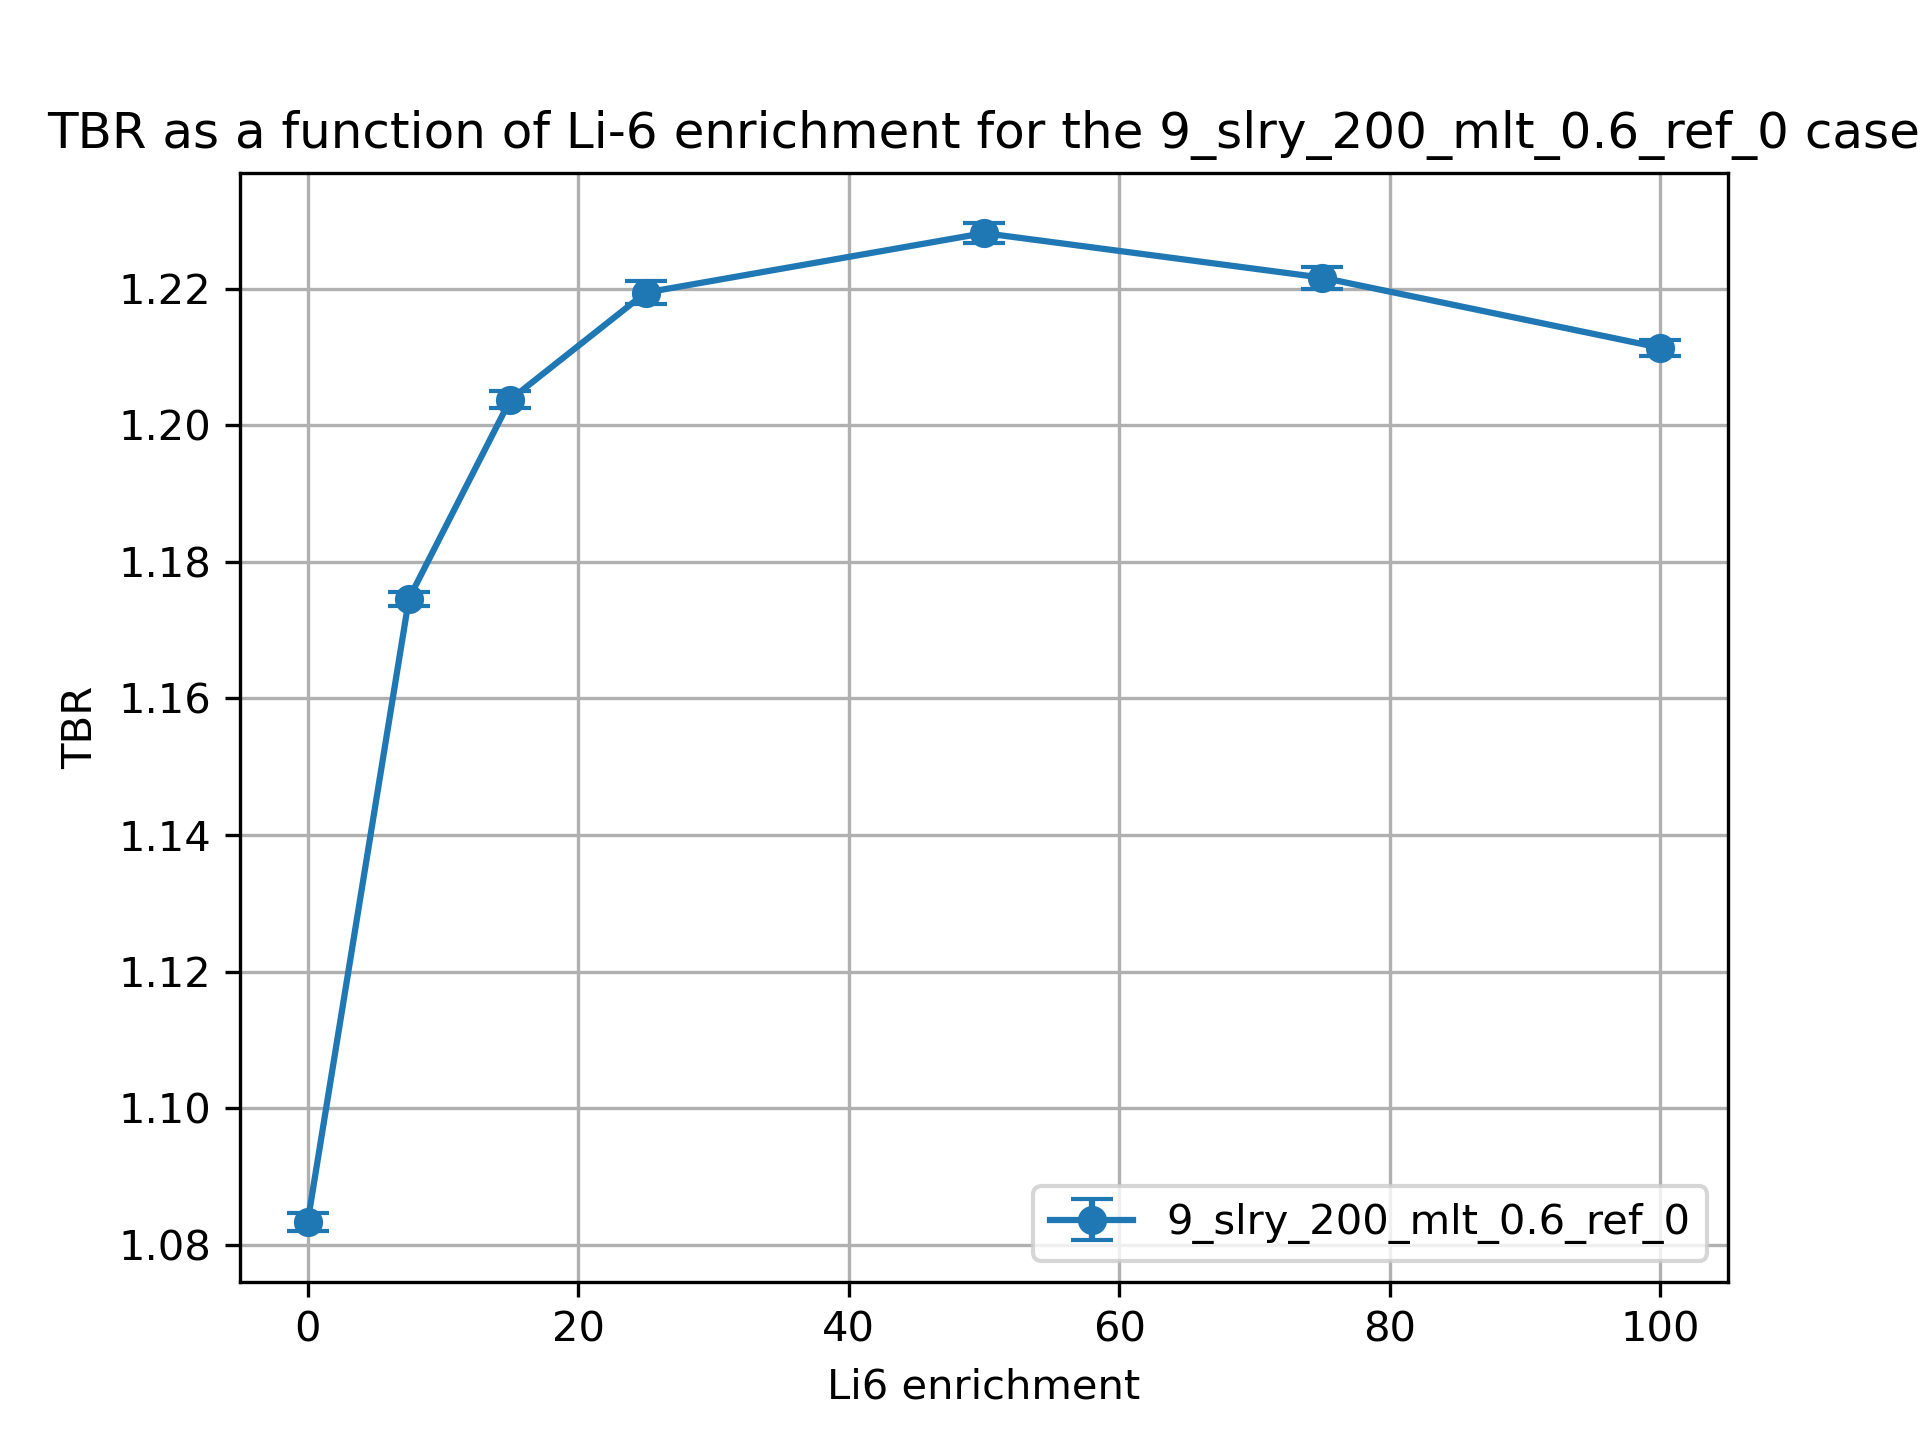 TBR as a function of Li-6 enrichment for the 9_slry_200_mlt_0.6_ref_0 case
TBR
1.22
1.20
1.18
1.16
1.14
1.12
1.10
1.08
9_slry_200_mlt_0.6_ref_0
0 20 40 60 80 100
Li6 enrichment